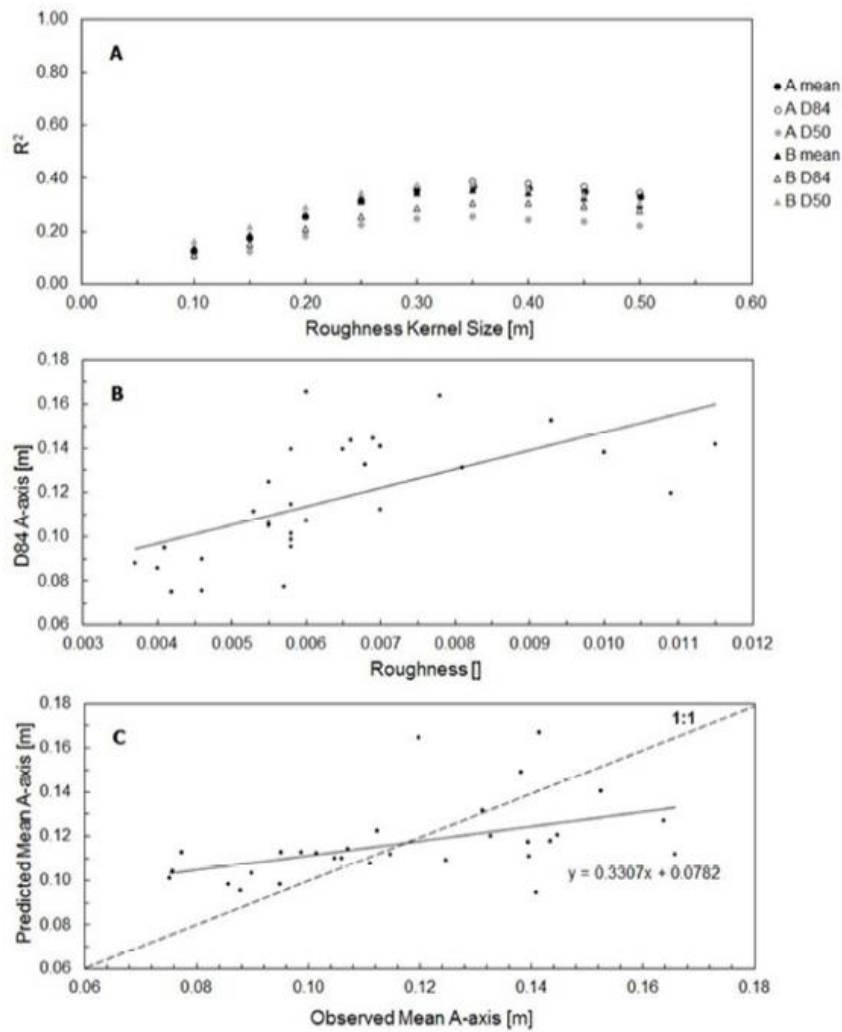 A
1.00
0.80
0.60
0.40
0.20
0.00
R²
0.00 0.10 0.20 0.30 0.40 0.50 0.60
Roughness Kernel Size [m]
A mean
A D84
A D50
B mean
B D84
B D50
B
0.18
0.16
0.14
0.12
0.10
0.08
0.06
D84 A-axis [m]
0.003 0.004 0.005 0.006 0.007 0.008 0.009 0.010 0.011 0.012
Roughness []
C
0.18
0.16
0.14
0.12
0.10
0.08
0.06
Predicted Mean A-axis [m]
1:1
y = 0.3307x + 0.0782
0.06 0.08 0.10 0.12 0.14 0.16 0.18
Observed Mean A-axis [m]